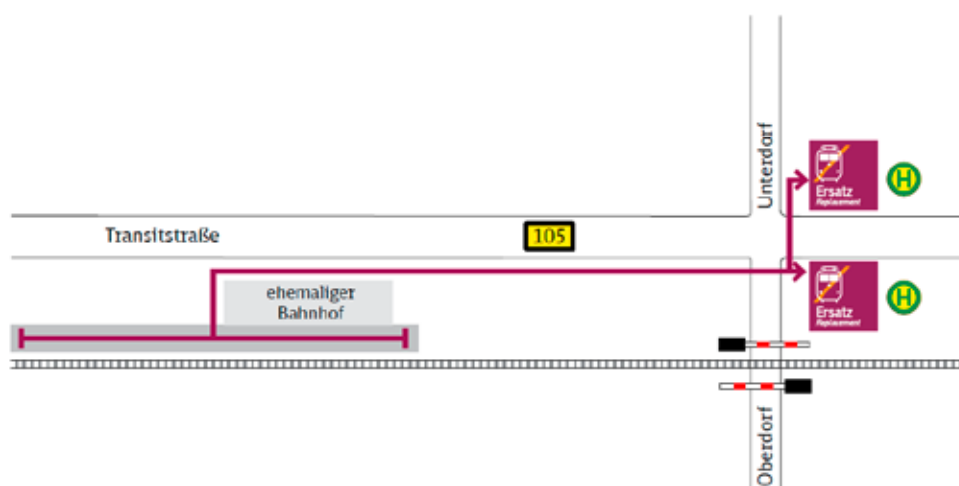 Unterdorf
Ersatz
Replacement
H
Transitstraße
105
ehemaliger
Bahnhof
Ersatz
Replacement
H
Oberdorf